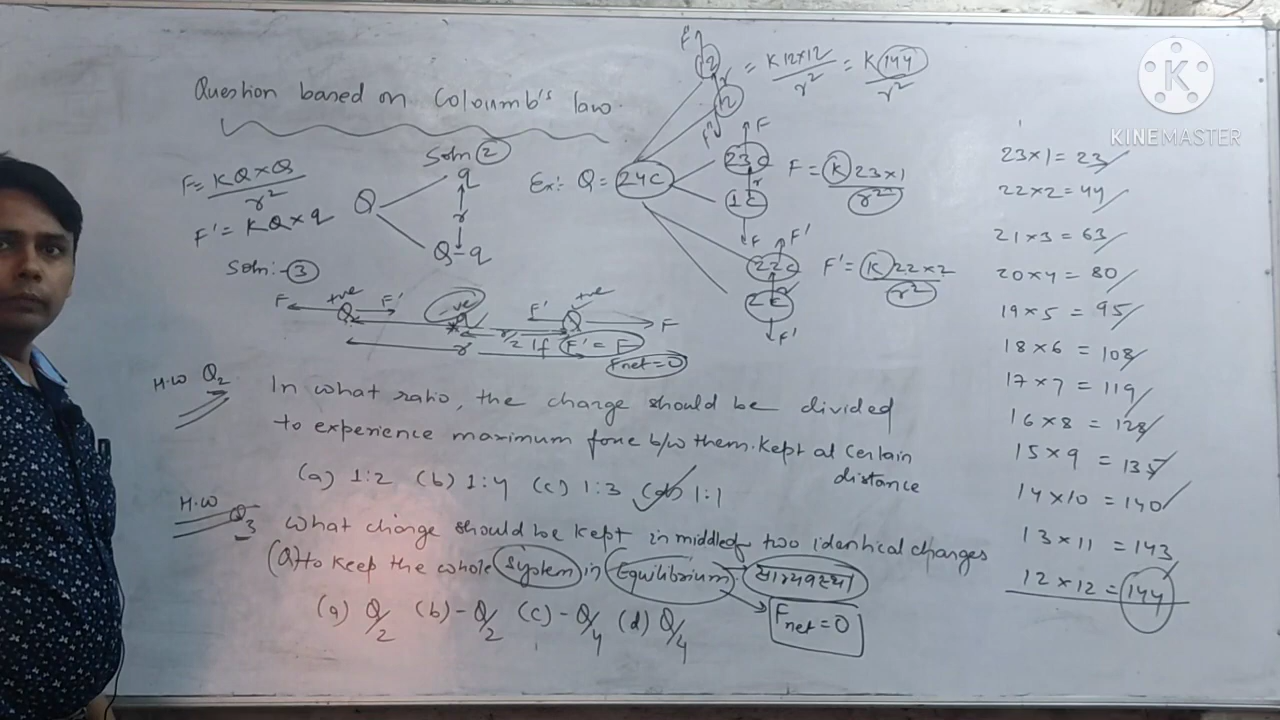 Question based on Coloumb's law.
F = KQ×Q/r²
F' = KQ×q
Soln (2)
Q
q
r
Q-q
Ex:- Q = 24C
F
12
r
12
F
= K12×12/r² = K144/r²
F
23C
r
1C
F
F = K23×1/r²
F'
22C
r
2C
F'
F' = K22×2/r²
Soln:-(3)
F +ve F' -ve F' +ve F
Q q Q
r/2 If F' = F
r
Fnet=0
23×1 = 23
22×2 = 44
21×3 = 63
20×4 = 80
19×5 = 95
18×6 = 108
17×7 = 119
16×8 = 128
15×9 = 135
14×10 = 140
13×11 = 143
12×12 = 144
H.W Q2 In what ratio, the charge should be divided
to experience maximum force b/w them. Kept at certain
distance
(a) 1:2 (b) 1:4 (c) 1:3 (d) 1:1
H.W Q3 What charge should be kept in middle of two identical charges
(Q) to keep the whole system in Equilibrium. साम्यवस्था
(a) Q/2 (b) -Q/2 (c) -Q/4 (d) Q/4
Fnet=0
K
KINEMASTER